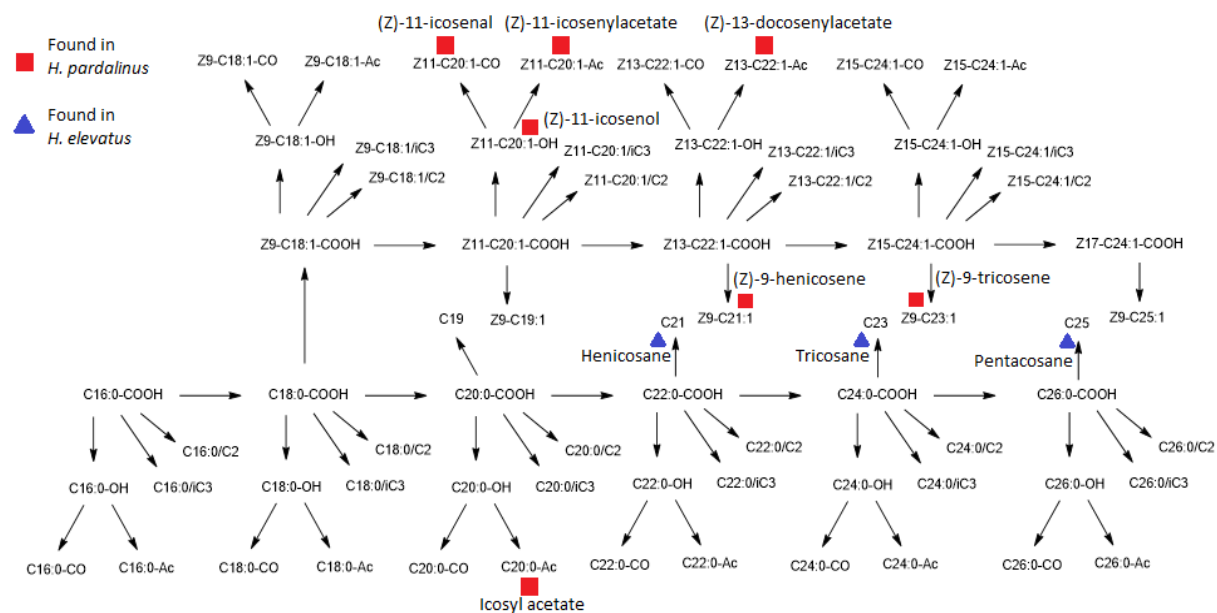 (Z)-11-icosenal (Z)-11-icosenylacetate (Z)-13-docosenylacetate
Found in
H. pardalinus
Z9-C18:1-CO Z9-C18:1-Ac Z11-C20:1-CO Z11-C20:1-Ac Z13-C22:1-CO Z13-C22:1-Ac Z15-C24:1-CO Z15-C24:1-Ac
Found in
H. elevatus
(Z)-11-icosenol
Z9-C18:1-OH Z11-C20:1-OH Z13-C22:1-OH Z15-C24:1-OH
Z9-C18:1/iC3 Z11-C20:1/iC3 Z13-C22:1/iC3 Z15-C24:1/iC3
Z9-C18:1/C2 Z11-C20:1/C2 Z13-C22:1/C2 Z15-C24:1/C2
Z9-C18:1-COOH Z11-C20:1-COOH Z13-C22:1-COOH Z15-C24:1-COOH Z17-C24:1-COOH
(Z)-9-henicosene (Z)-9-tricosene
Z9-C19:1 Z9-C21:1 Z9-C23:1 Z9-C25:1
C19 C21 C23 C25
Henicosane Tricosane Pentacosane
C16:0-COOH C18:0-COOH C20:0-COOH C22:0-COOH C24:0-COOH C26:0-COOH
C16:0/C2 C18:0/C2 C20:0/C2 C22:0/C2 C24:0/C2 C26:0/C2
C16:0-OH C16:0/iC3 C18:0-OH C18:0/iC3 C20:0-OH C20:0/iC3 C22:0-OH C22:0/iC3 C24:0-OH C24:0/iC3 C26:0-OH C26:0/iC3
C16:0-CO C16:0-Ac C18:0-CO C18:0-Ac C20:0-CO C20:0-Ac C22:0-CO C22:0-Ac C24:0-CO C24:0-Ac C26:0-CO C26:0-Ac
Icosyl acetate